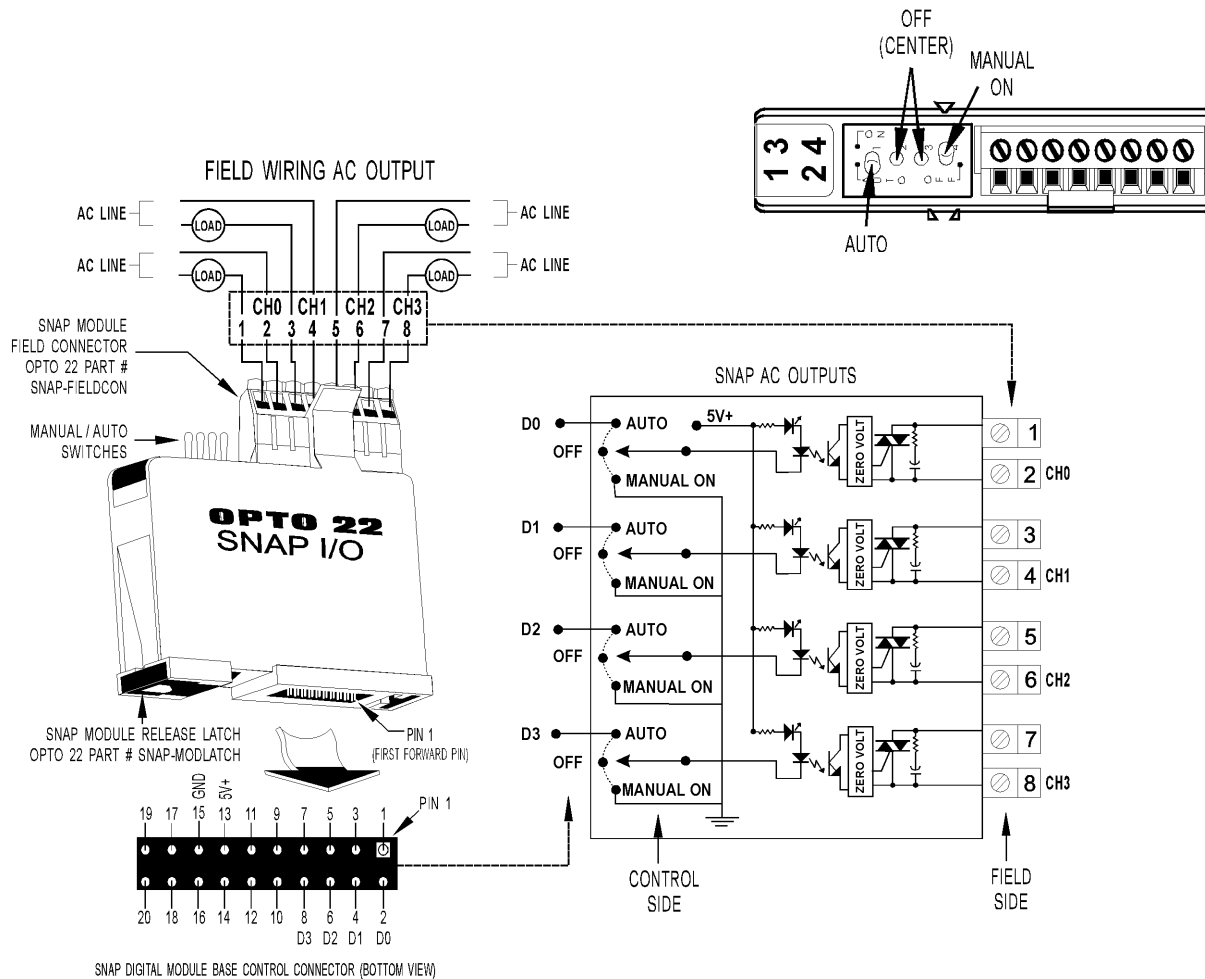 OFF
(CENTER)
MANUAL
ON
1 3
2 4
O N
1 2 3 4
A U T O
O F F
AUTO
FIELD WIRING AC OUTPUT
AC LINE
LOAD
LOAD
AC LINE
AC LINE
LOAD
LOAD
AC LINE
CH0 CH1 CH2 CH3
1 2 3 4 5 6 7 8
SNAP MODULE
FIELD CONNECTOR
OPTO 22 PART #
SNAP-FIELDCON
MANUAL / AUTO
SWITCHES
OPTO 22
SNAP I/O
SNAP MODULE RELEASE LATCH
OPTO 22 PART # SNAP-MODLATCH
PIN 1
(FIRST FORWARD PIN)
GND 5V+
PIN 1
19 17 15 13 11 9 7 5 3 1
20 18 16 14 12 10 8 6 4 2
D3 D2 D1 D0
SNAP DIGITAL MODULE BASE CONTROL CONNECTOR (BOTTOM VIEW)
SNAP AC OUTPUTS
D0 AUTO 5V+
OFF
MANUAL ON
ZERO VOLT
1
2 CH0
D1 AUTO
OFF
MANUAL ON
ZERO VOLT
3
4 CH1
D2 AUTO
OFF
MANUAL ON
ZERO VOLT
5
6 CH2
D3 AUTO
OFF
MANUAL ON
ZERO VOLT
7
8 CH3
CONTROL
SIDE
FIELD
SIDE